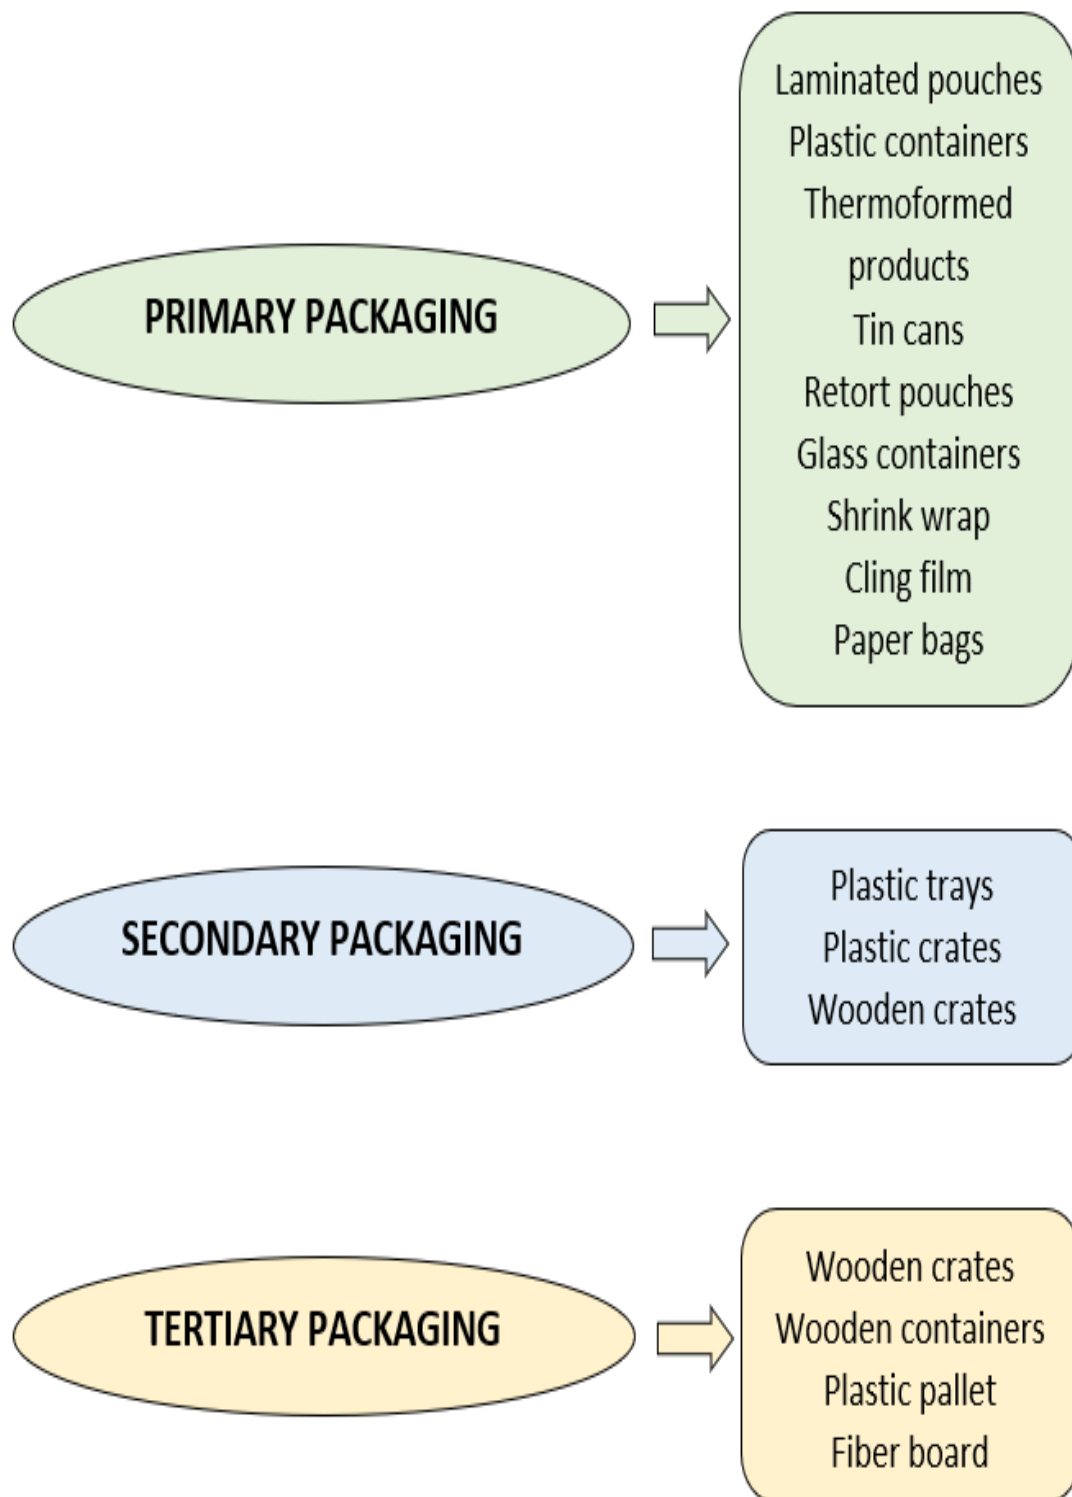 PRIMARY PACKAGING
Laminated pouches
Plastic containers
Thermoformed
products
Tin cans
Retort pouches
Glass containers
Shrink wrap
Cling film
Paper bags
SECONDARY PACKAGING
Plastic trays
Plastic crates
Wooden crates
TERTIARY PACKAGING
Wooden crates
Wooden containers
Plastic pallet
Fiber board